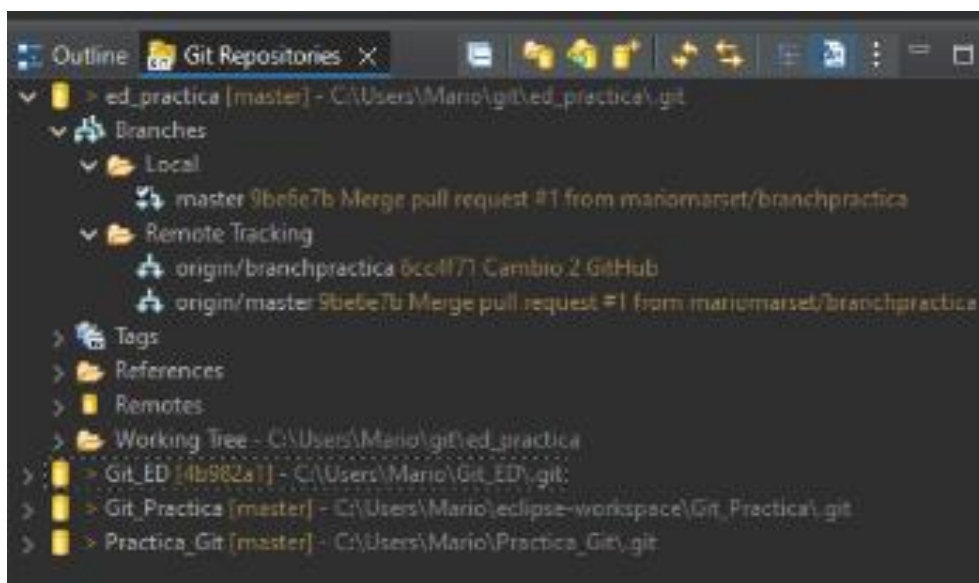 Outline Git Repositories
> ed_practica [master] - C:\Users\Mario\git\ed_practica\.git
Branches
Local
master 9be6e7b Merge pull request #1 from mariomarset/branchpractica
Remote Tracking
origin/branchpractica 6cc4f71 Cambio 2 GitHub
origin/master 9be6e7b Merge pull request #1 from mariomarset/branchpractica
Tags
References
Remotes
Working Tree - C:\Users\Mario\git\ed_practica
> Git_ED [4b982a1] - C:\Users\Mario\Git_ED\.git
> Git_Practica [master] - C:\Users\Mario\eclipse-workspace\Git_Practica\.git
> Practica_Git [master] - C:\Users\Mario\Practica_Git\.git